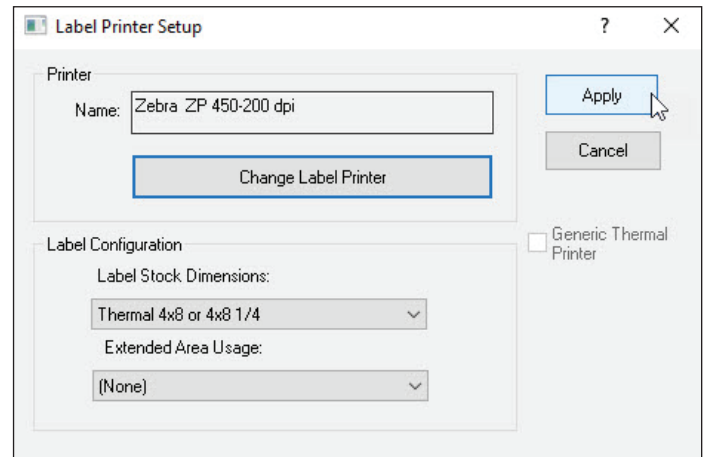 Label Printer Setup
?
Printer
Name: Zebra ZP 450-200 dpi
Change Label Printer
Apply
Cancel
Generic Thermal
Printer
Label Configuration
Label Stock Dimensions:
Thermal 4x8 or 4x8 1/4
Extended Area Usage:
(None)